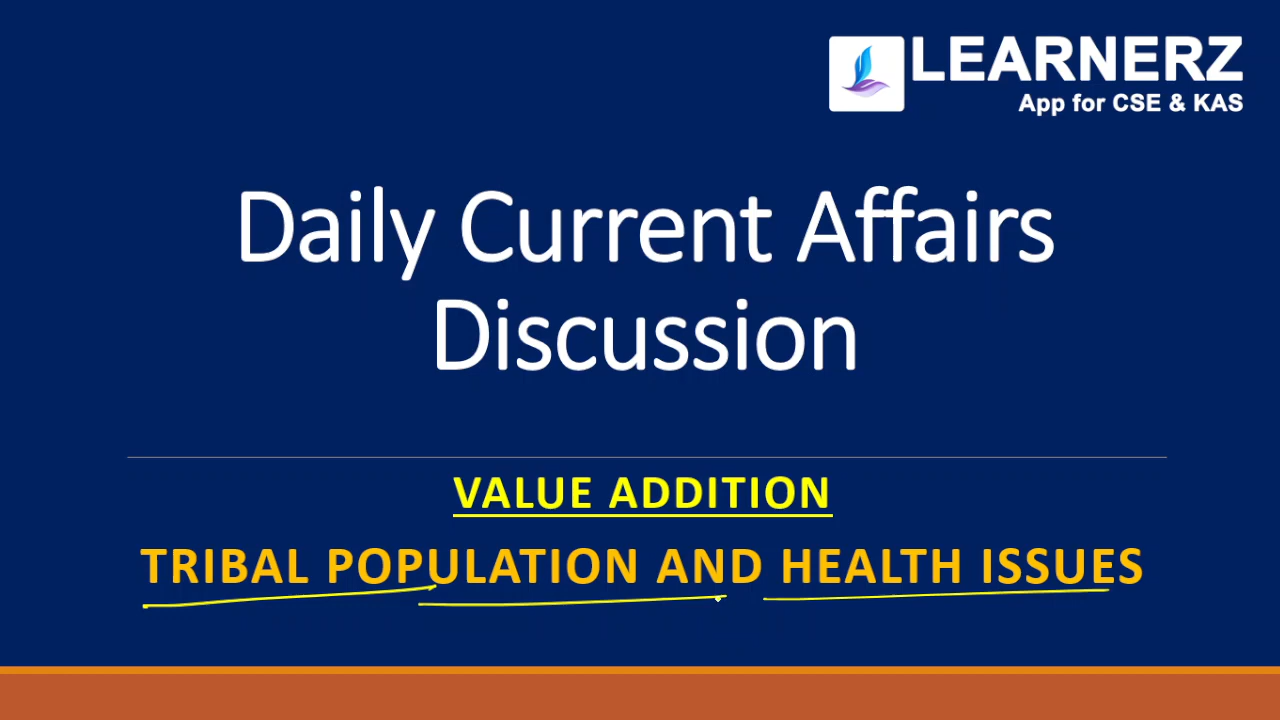 LEARNERZ
App for CSE & KAS
Daily Current Affairs
Discussion
VALUE ADDITION
TRIBAL POPULATION AND HEALTH ISSUES